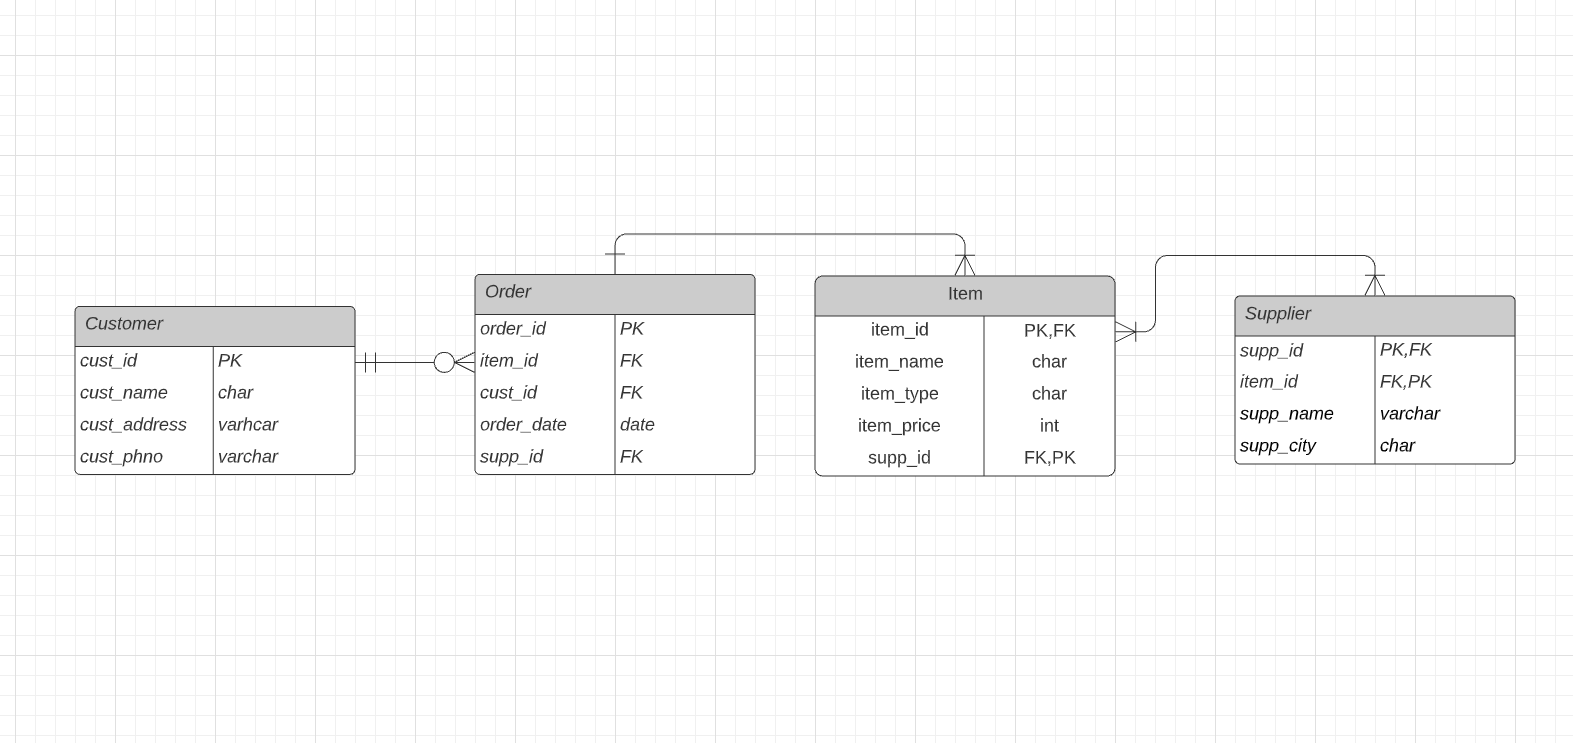 Customer
cust_id PK
cust_name char
cust_address varhcar
cust_phno varchar
Order
order_id PK
item_id FK
cust_id FK
order_date date
supp_id FK
Item
item_id PK,FK
item_name char
item_type char
item_price int
supp_id FK,PK
Supplier
supp_id PK,FK
item_id FK,PK
supp_name varchar
supp_city char